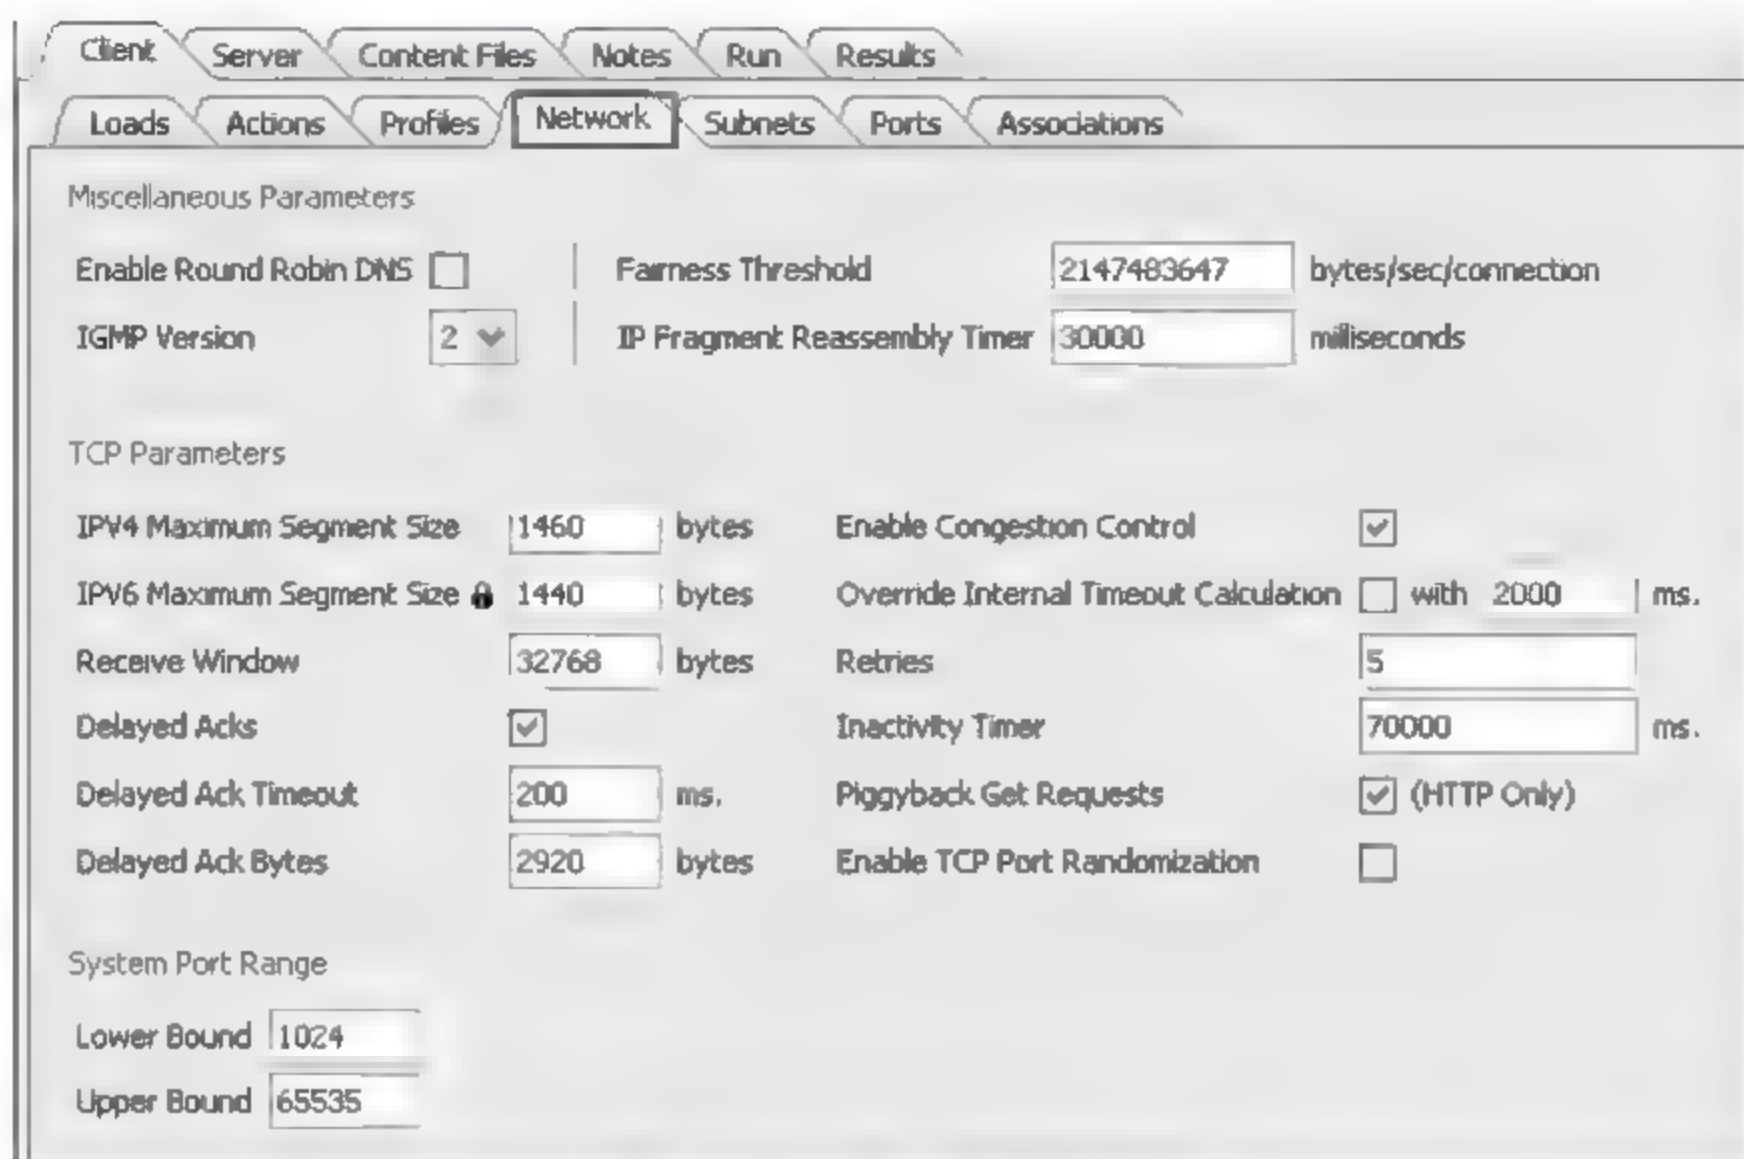 Client Server Content Files Notes Run Results
Loads Actions Profiles Network Subnets Ports Associations
Miscellaneous Parameters
Enable Round Robin DNS Fairness Threshold 2147483647 bytes/sec/connection
IGMP Version 2 IP Fragment Reassembly Timer 30000 milliseconds
TCP Parameters
IPV4 Maximum Segment Size 1460 bytes Enable Congestion Control
IPV6 Maximum Segment Size 1440 bytes Override Internal Timeout Calculation with 2000 ms.
Receive Window 32768 bytes Retries 5
Delayed Acks Inactivity Timer 70000 ms.
Delayed Ack Timeout 200 ms. Piggyback Get Requests (HTTP Only)
Delayed Ack Bytes 2920 bytes Enable TCP Port Randomization
System Port Range
Lower Bound 1024
Upper Bound 65535